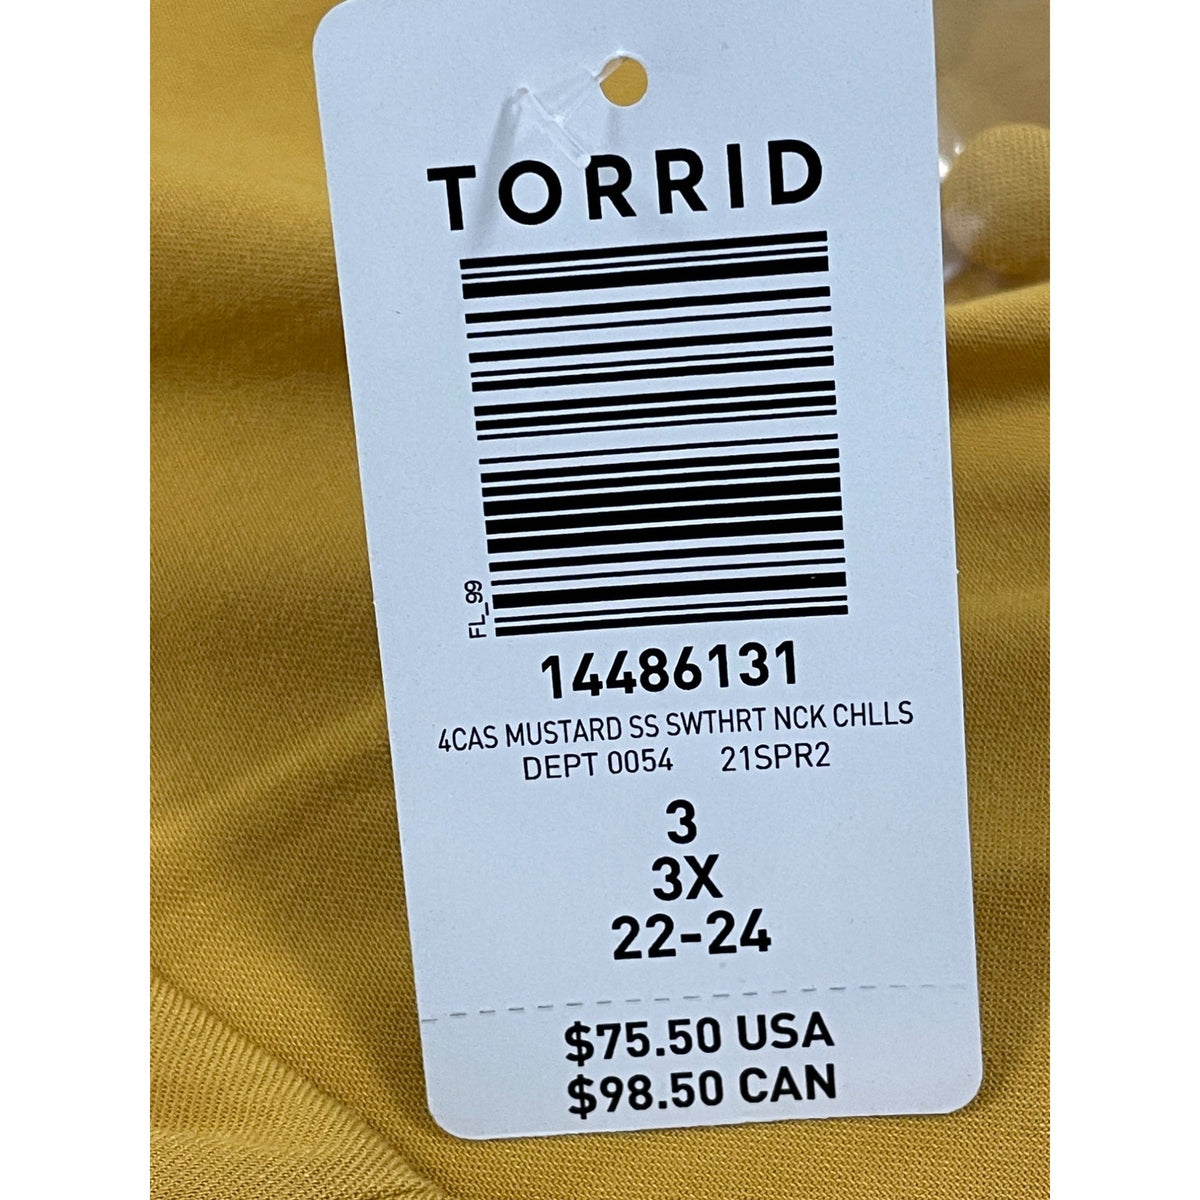 TORRID
FL_99
14486131
4CAS MUSTARD SS SWTHRT NCK CHLLS
DEPT 0054 21SPR2
3
3X
22-24
$75.50 USA
$98.50 CAN